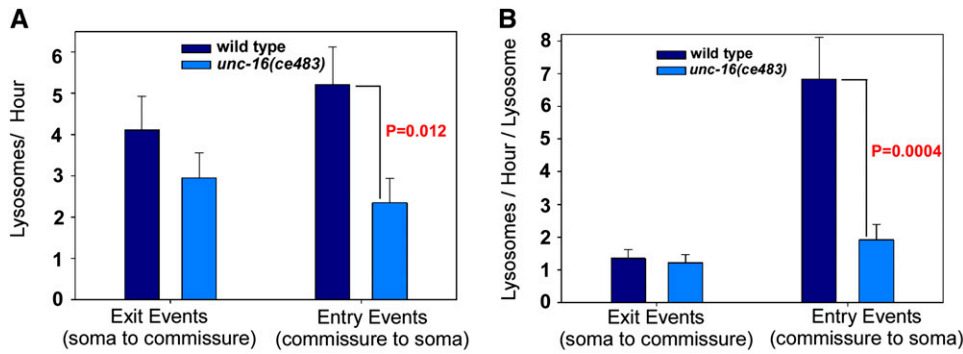 A
Lysosomes/ Hour
6
5
4
3
2
1
0
wild type
unc-16(ce483)
P=0.012
Exit Events
(soma to commissure)
Entry Events
(commissure to soma)
B
Lysosomes / Hour / Lysosome
8
7
6
5
4
3
2
1
0
wild type
unc-16(ce483)
P=0.0004
Exit Events
(soma to commissure)
Entry Events
(commissure to soma)